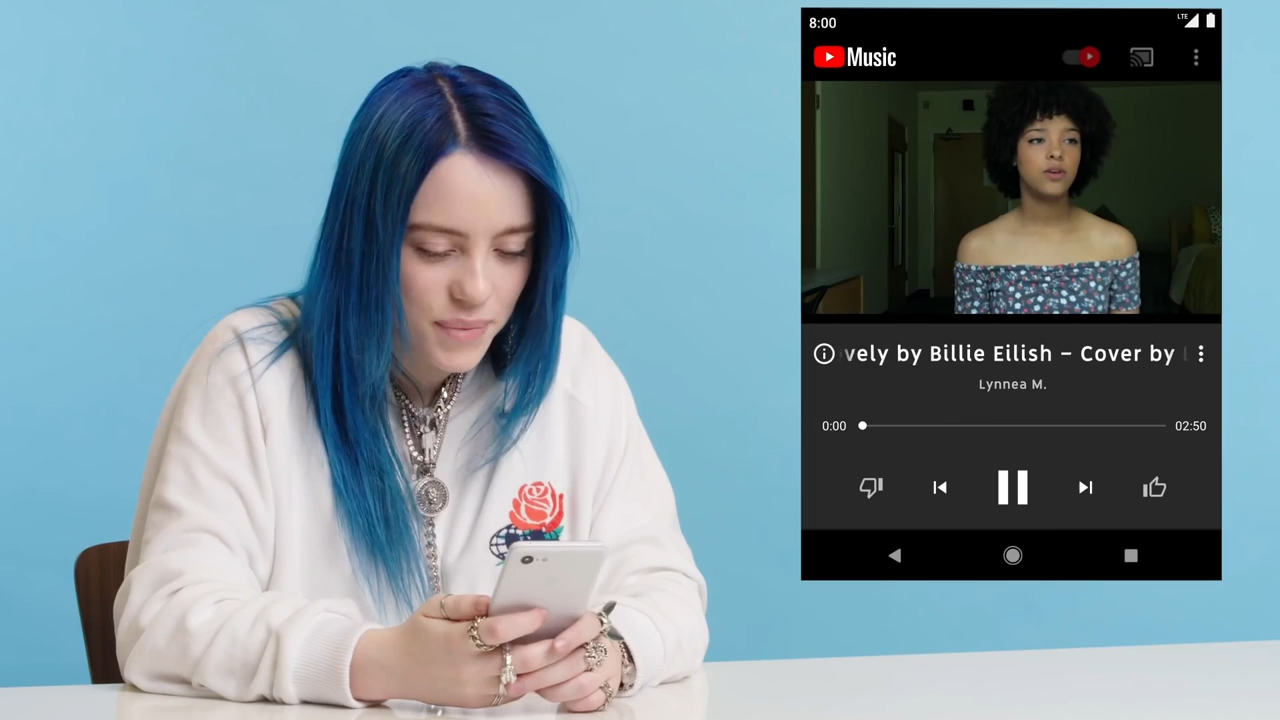 8:00
LTE
Music
vely by Billie Eilish – Cover by
Lynnea M.
0:00
02:50